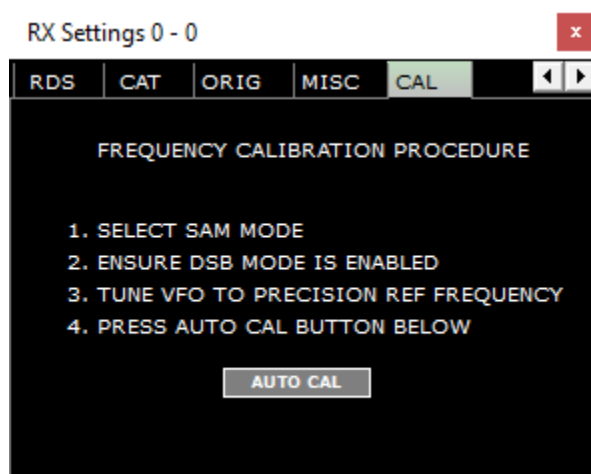 RX Settings 0 - 0
x
RDS CAT ORIG MISC CAL
FREQUENCY CALIBRATION PROCEDURE
1. SELECT SAM MODE
2. ENSURE DSB MODE IS ENABLED
3. TUNE VFO TO PRECISION REF FREQUENCY
4. PRESS AUTO CAL BUTTON BELOW
AUTO CAL